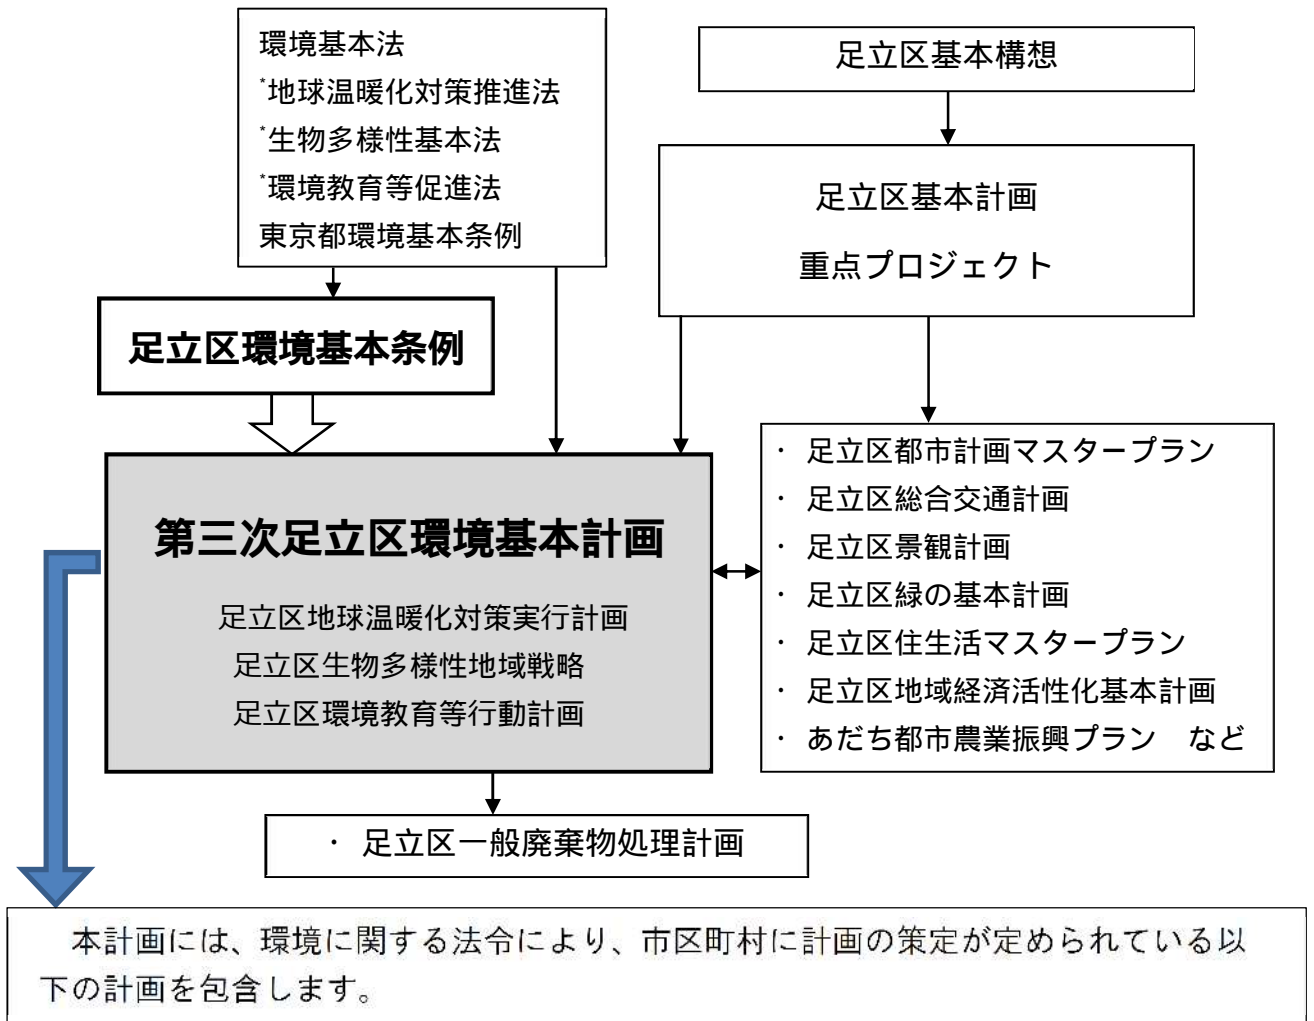 環境基本法
*地球温暖化対策推進法
*生物多様性基本法
*環境教育等促進法
東京都環境基本条例
足立区基本構想
足立区基本計画
重点プロジェクト
足立区環境基本条例
第三次足立区環境基本計画
足立区地球温暖化対策実行計画
足立区生物多様性地域戦略
足立区環境教育等行動計画
・ 足立区都市計画マスタープラン
・ 足立区総合交通計画
・ 足立区景観計画
・ 足立区緑の基本計画
・ 足立区住生活マスタープラン
・ 足立区地域経済活性化基本計画
・ あだち都市農業振興プラン　など
・ 足立区一般廃棄物処理計画
本計画には、環境に関する法令により、市区町村に計画の策定が定められている以
下の計画を包含します。